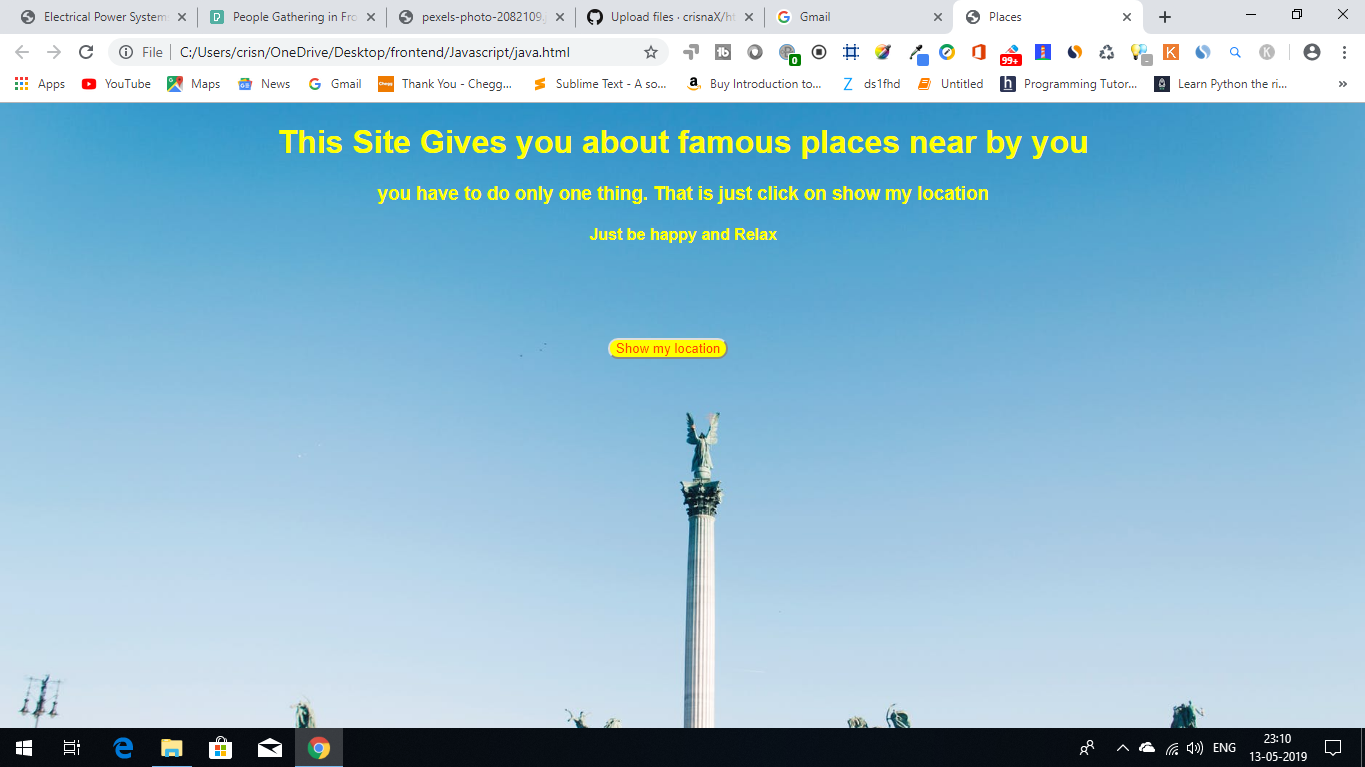 Electrical Power System
People Gathering in Fro
pexels-photo-2082109.j
Upload files · crisnaX/ht
Gmail
Places
File
C:/Users/crisn/OneDrive/Desktop/frontend/Javascript/java.html
0
99+
Apps
YouTube
Maps
News
Gmail
Thank You - Chegg...
Sublime Text - A so...
Buy Introduction to...
ds1fhd
Untitled
Programming Tutor...
Learn Python the ri...
»
This Site Gives you about famous places near by you
you have to do only one thing. That is just click on show my location
Just be happy and Relax
Show my location
ENG
23:10
13-05-2019